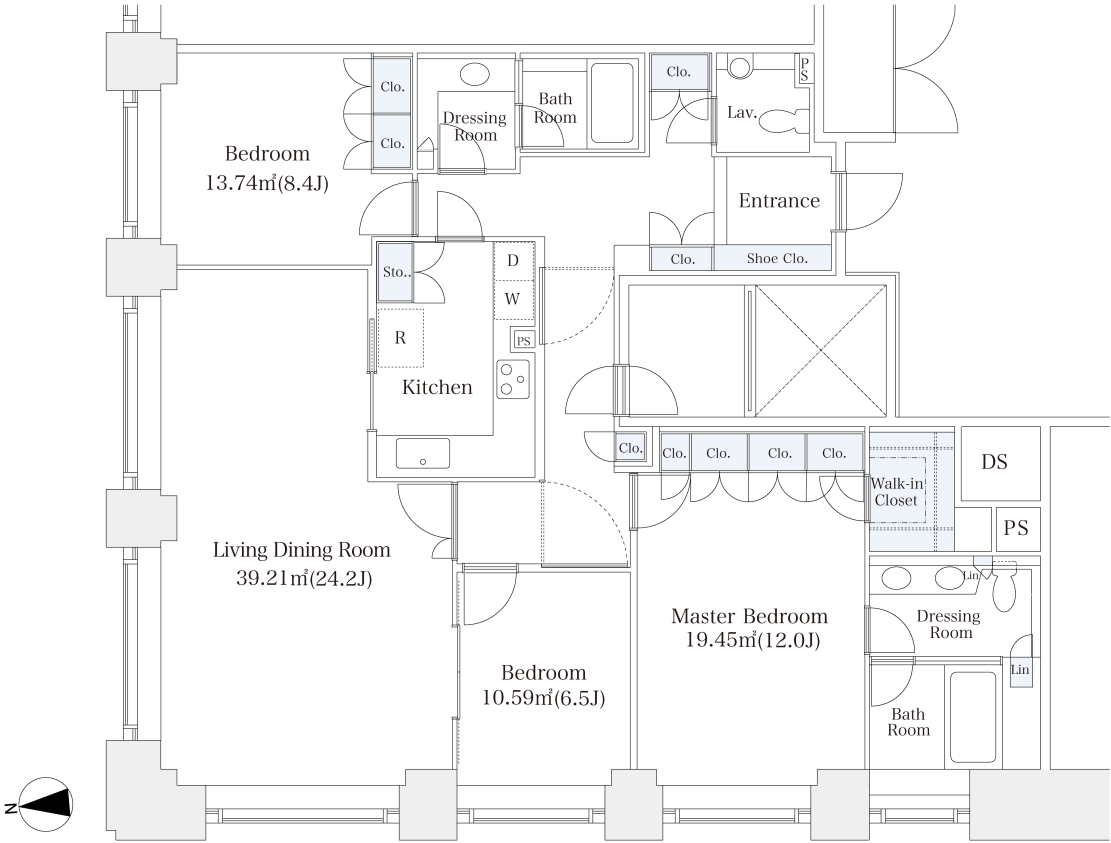 P
S
Clo.
Clo.
Clo.
Bath
Room
Dressing
Room
Lav.
Clo.
Bedroom
13.74㎡(8.4J)
Entrance
Clo.
Shoe Clo.
Sto..
D
W
R
PS
Kitchen
Clo.
Clo.
Clo.
Clo.
Clo.
Walk-in
Closet
DS
PS
Living Dining Room
39.21㎡(24.2J)
Lin
Master Bedroom
19.45㎡(12.0J)
Dressing
Room
Bedroom
10.59㎡(6.5J)
Lin
Bath
Room
N